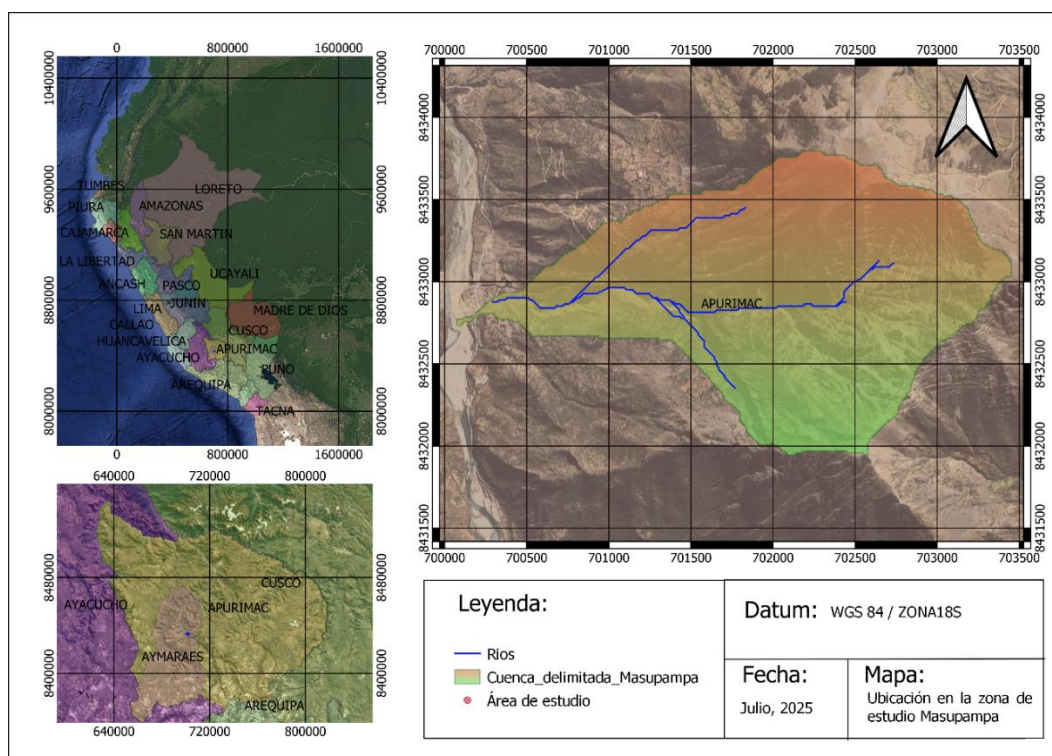 0 800000 1600000
10400000
9600000
8800000
8000000
10400000
9600000
8800000
8000000
TUMBES
LORETO
PIURA
AMAZONAS
CAJAMARCA
SAN MARTIN
LA LIBERTAD
UCAYALI
ANCASH
PASCO
JUNIN
LIMA
MADRE DE DIOS
CALLAO
CUSCO
HUANCAVELICA
APURIMAC
AYACUCHO
PUNO
AREQUIPA
TACNA
0 800000 1600000
640000 720000 800000
8480000
8400000
8480000
8400000
CUSCO
AYACUCHO
APURIMAC
AYMARAES
AREQUIPA
640000 720000 800000
700000 700500 701000 701500 702000 702500 703000 703500
8434000
8433500
8433000
8432500
8432000
8431500
8434000
8433500
8433000
8432500
8432000
8431500
APURIMAC
700000 700500 701000 701500 702000 702500 703000 703500
Leyenda:
Rios
Cuenca_delimitada_Masupampa
Área de estudio
Datum: WGS 84 / ZONA18S
Fecha:
Julio, 2025
Mapa:
Ubicación en la zona de
estudio Masupampa